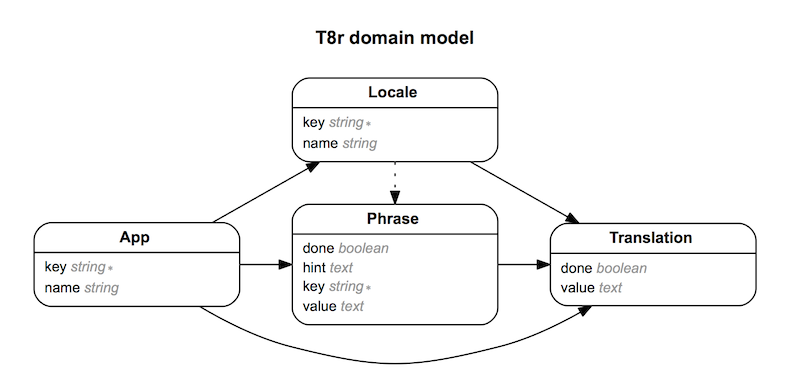 T8r domain model
Locale
key string*
name string
App
key string*
name string
Phrase
done boolean
hint text
key string*
value text
Translation
done boolean
value text